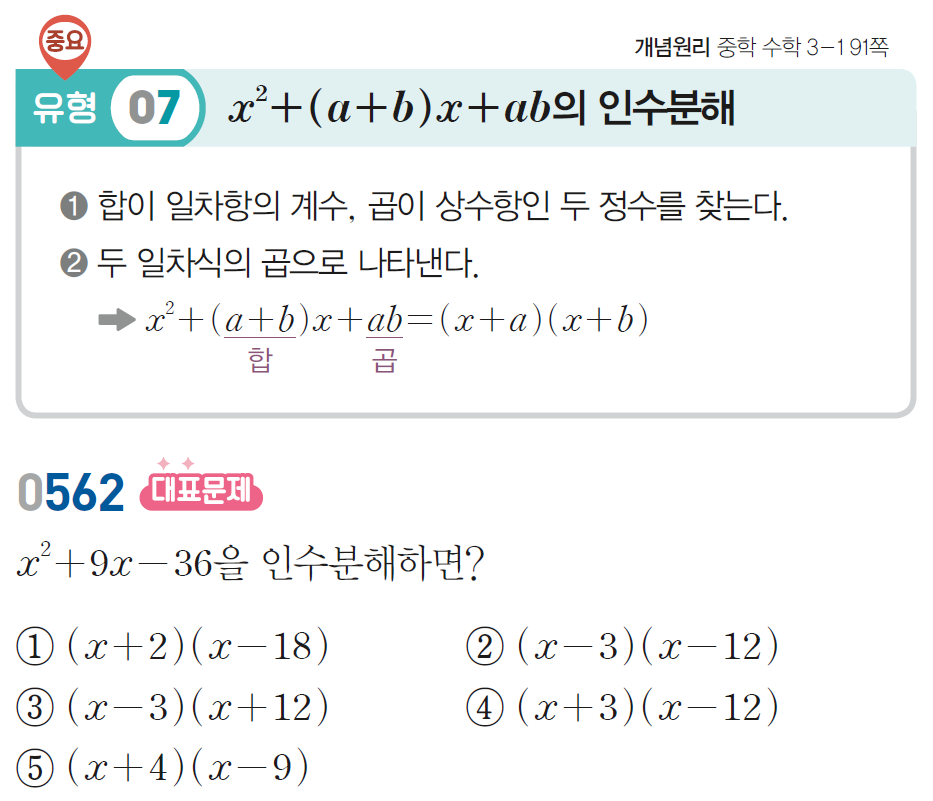 중요
개념원리 중학 수학 3-1 91쪽
유형 07 x²+(a+b)x+ab의 인수분해
❶ 합이 일차항의 계수, 곱이 상수항인 두 정수를 찾는다.
❷ 두 일차식의 곱으로 나타낸다.
➡ x²+(a+b)x+ab=(x+a)(x+b)
합 곱
0562 대표문제
x²+9x-36을 인수분해하면?
① (x+2)(x-18) ② (x-3)(x-12)
③ (x-3)(x+12) ④ (x+3)(x-12)
⑤ (x+4)(x-9)